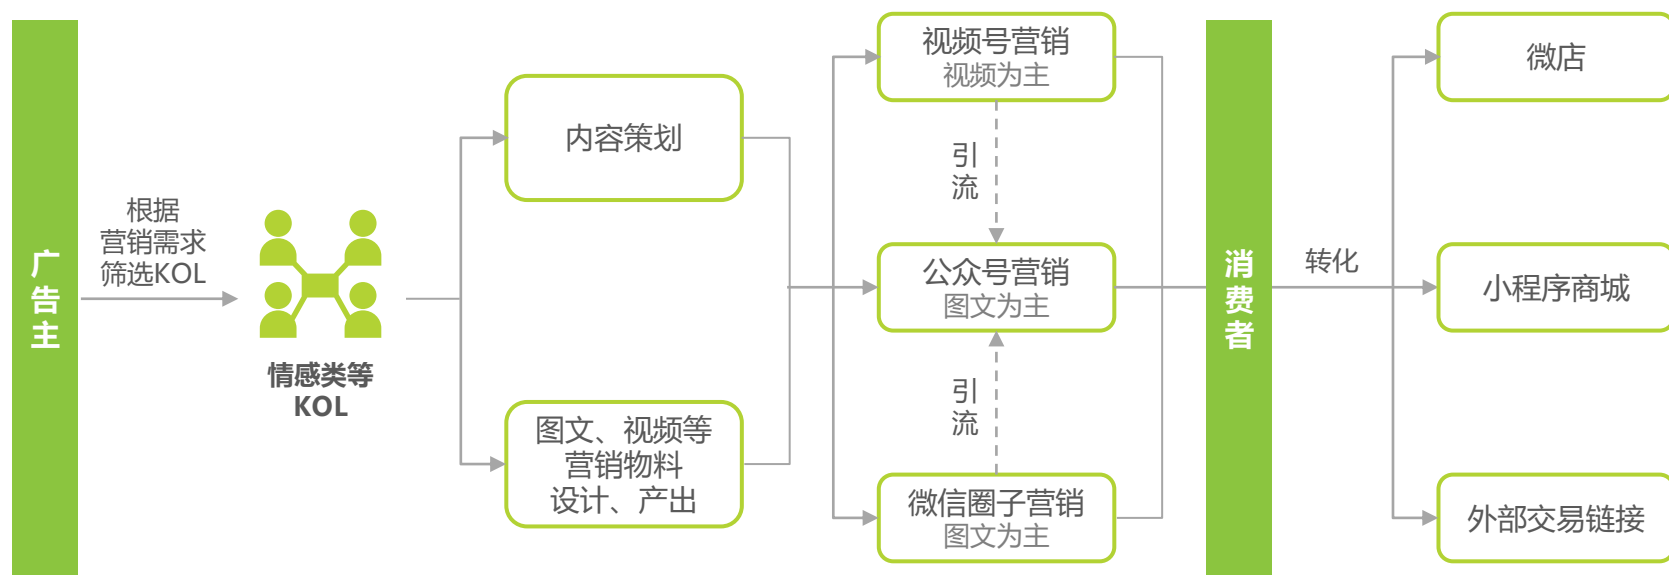 广
告
主
根据
营销需求
筛选KOL
情感类等
KOL
内容策划
图文、视频等
营销物料
设计、产出
视频号营销
视频为主
引
流
公众号营销
图文为主
引
流
微信圈子营销
图文为主
消
费
者
转化
微店
小程序商城
外部交易链接